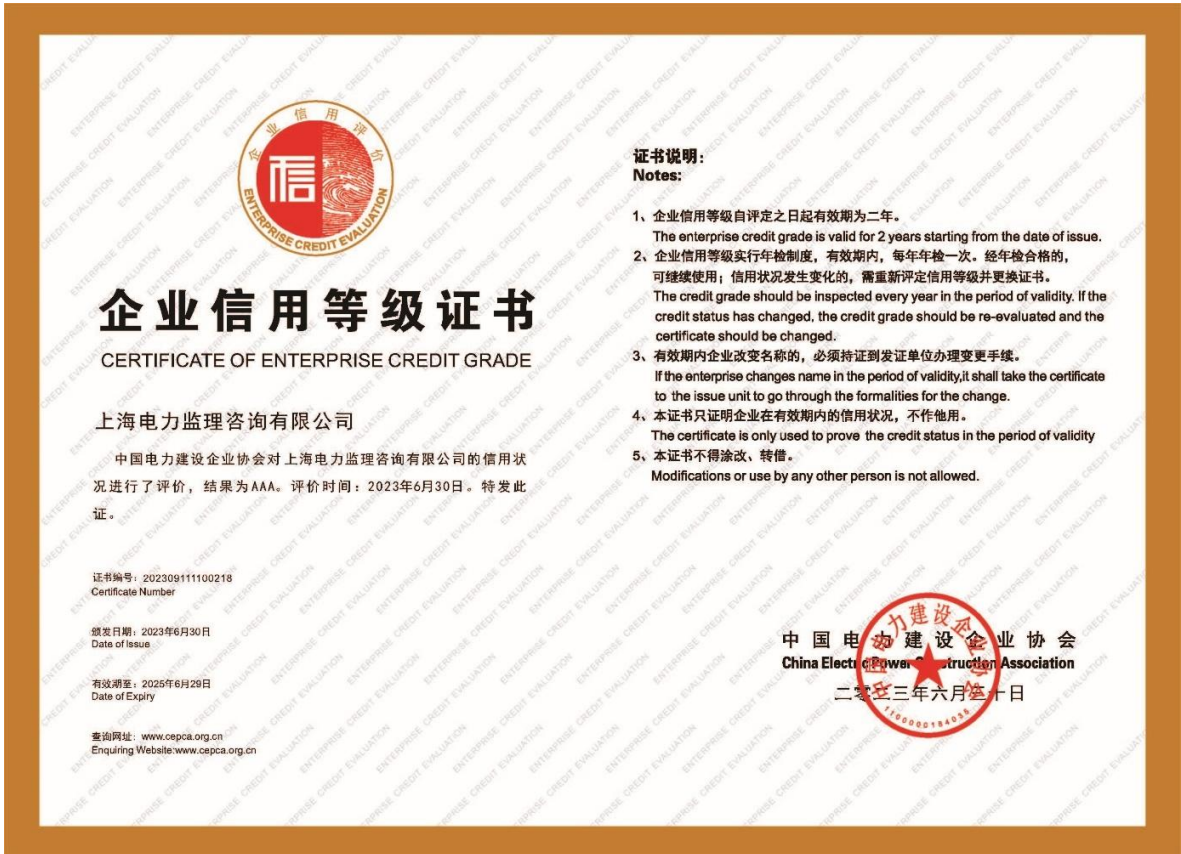 企业信用评价
信
ENTERPRISE CREDIT EVALUATION
企业信用等级证书
CERTIFICATE OF ENTERPRISE CREDIT GRADE
上海电力监理咨询有限公司
中国电力建设企业协会对上海电力监理咨询有限公司的信用状
况进行了评价，结果为AAA。评价时间：2023年6月30日。特发此
证。
证书编号：202309111100218
Certificate Number
颁发日期：2023年6月30日
Date of Issue
有效期至：2025年6月29日
Date of Expiry
查询网址：www.cepca.org.cn
Enquiring Website:www.cepca.org.cn
证书说明：
Notes:
1、企业信用等级自评定之日起有效期为二年。
The enterprise credit grade is valid for 2 years starting from the date of issue.
2、企业信用等级实行年检制度，有效期内，每年年检一次。经年检合格的，
可继续使用；信用状况发生变化的，需重新评定信用等级并更换证书。
The credit grade should be inspected every year in the period of validity. If the
credit status has changed, the credit grade should be re-evaluated and the
certificate should be changed.
3、有效期内企业改变名称的，必须持证到发证单位办理变更手续。
If the enterprise changes name in the period of validity,it shall take the certificate
to the issue unit to go through the formalities for the change.
4、本证书只证明企业在有效期内的信用状况，不作他用。
The certificate is only used to prove the credit status in the period of validity
5、本证书不得涂改、转借。
Modifications or use by any other person is not allowed.
中国电力建设企业协会
China Electric Power Construction Association
二零二三年六月三十日
中国电力建设企业协会
1100000184035